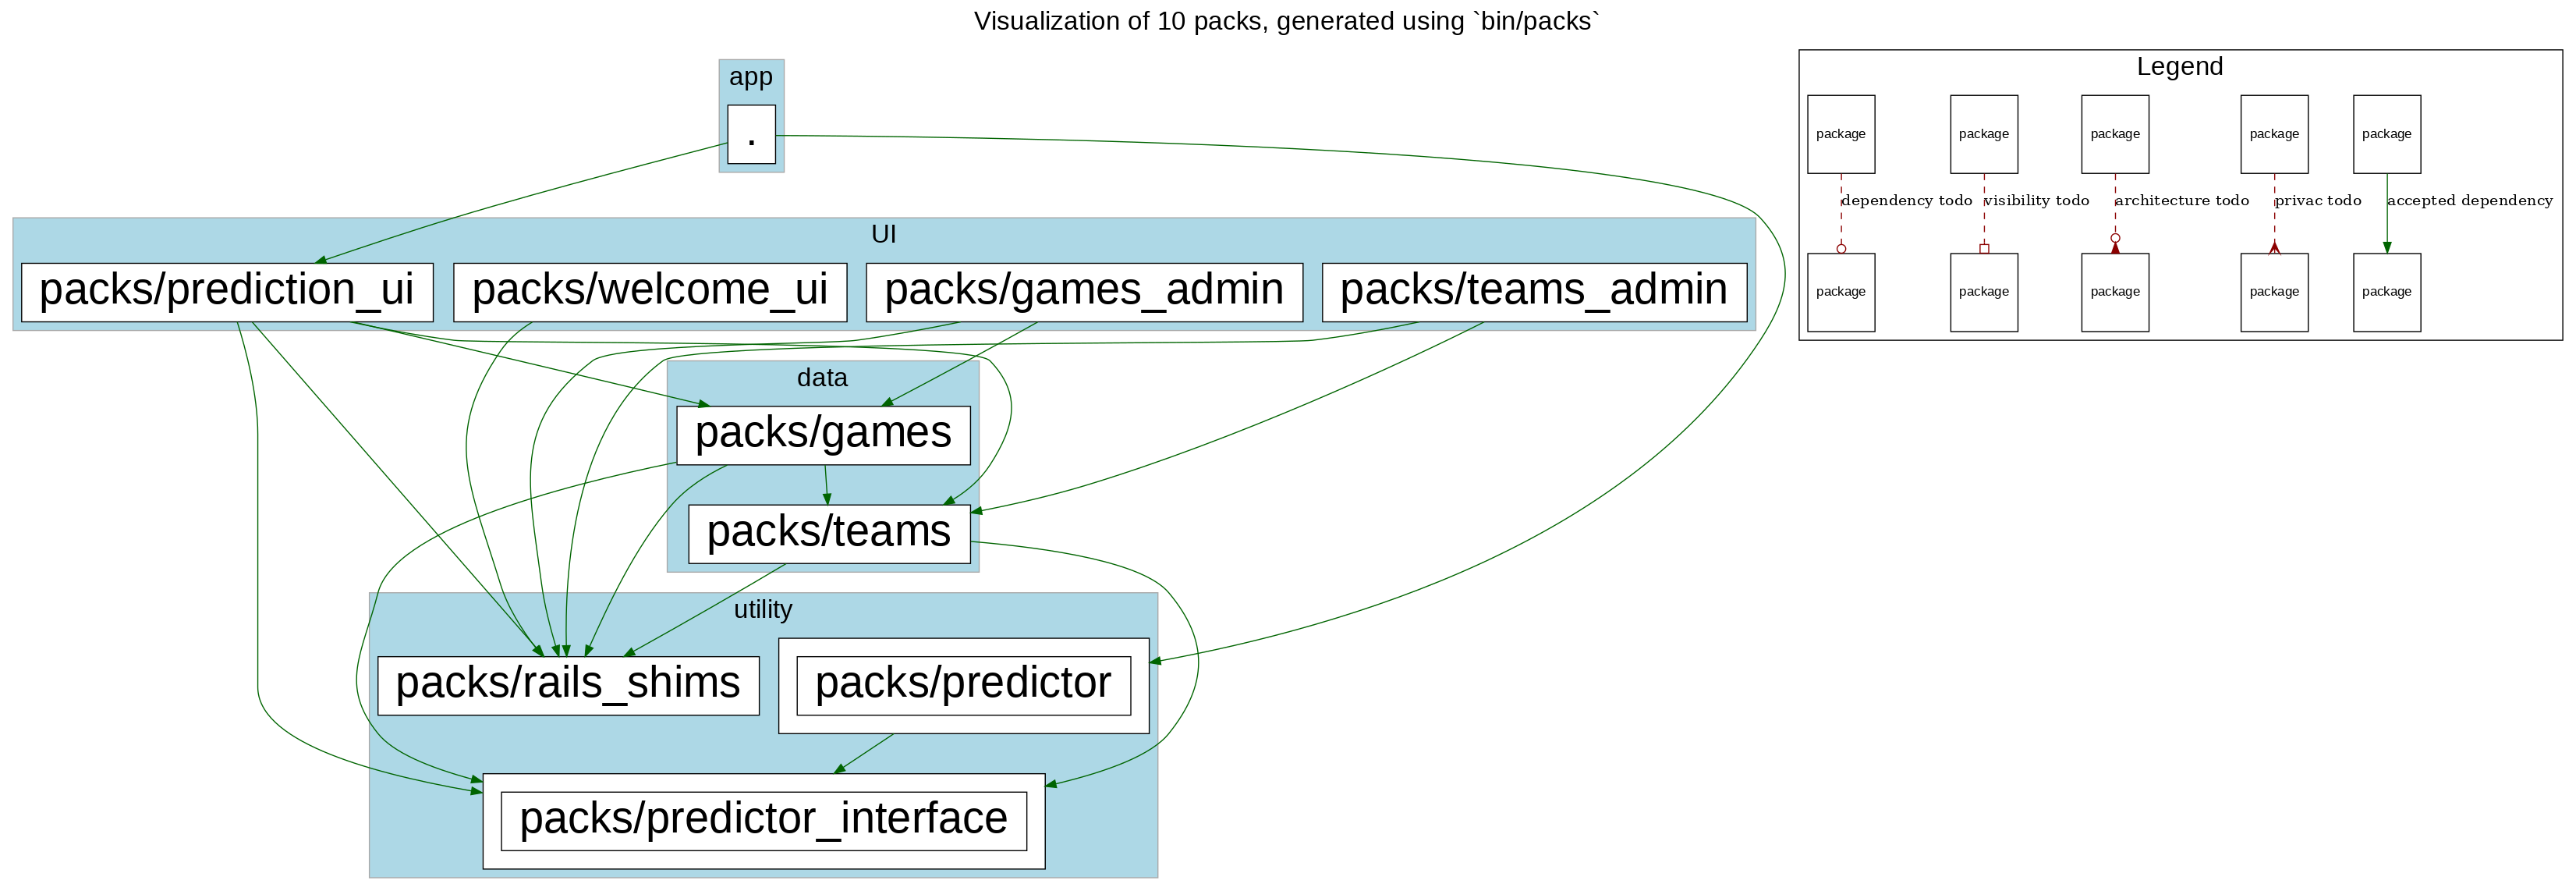 Visualization of 10 packs, generated using `bin/packs`
app
.
UI
packs/prediction_ui
packs/welcome_ui
packs/games_admin
packs/teams_admin
data
packs/games
packs/teams
utility
packs/rails_shims
packs/predictor
packs/predictor_interface
Legend
package
package
package
package
package
dependency todo
visibility todo
architecture todo
privac todo
accepted dependency
package
package
package
package
package